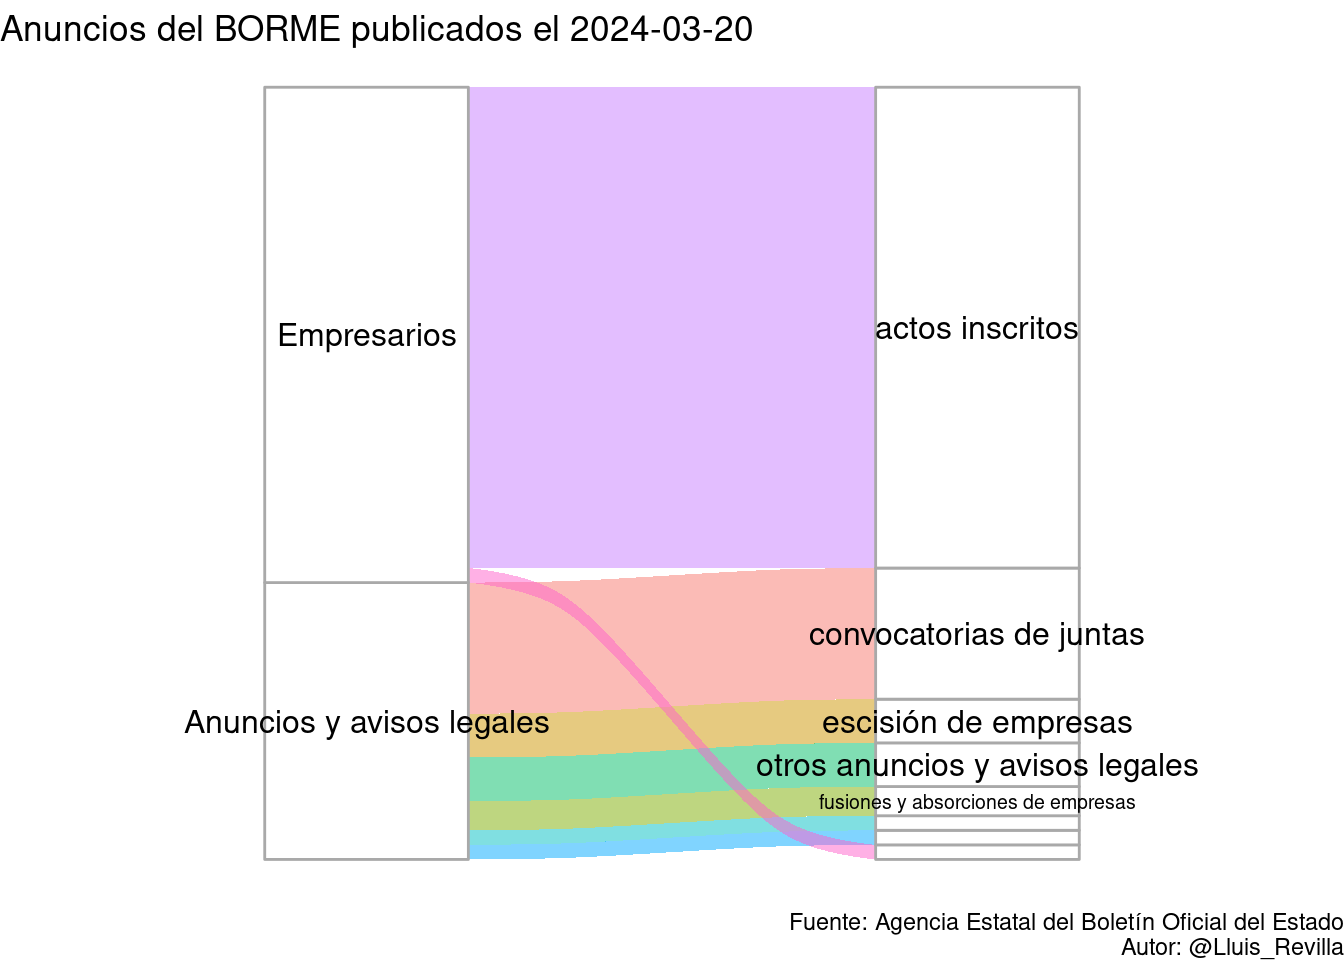 Anuncios del BORME publicados el 2024-03-20
Empresarios
actos inscritos
convocatorias de juntas
Anuncios y avisos legales
escisión de empresas
otros anuncios y avisos legales
fusiones y absorciones de empresas
Fuente: Agencia Estatal del Boletín Oficial del Estado
Autor: @Lluis_Revilla